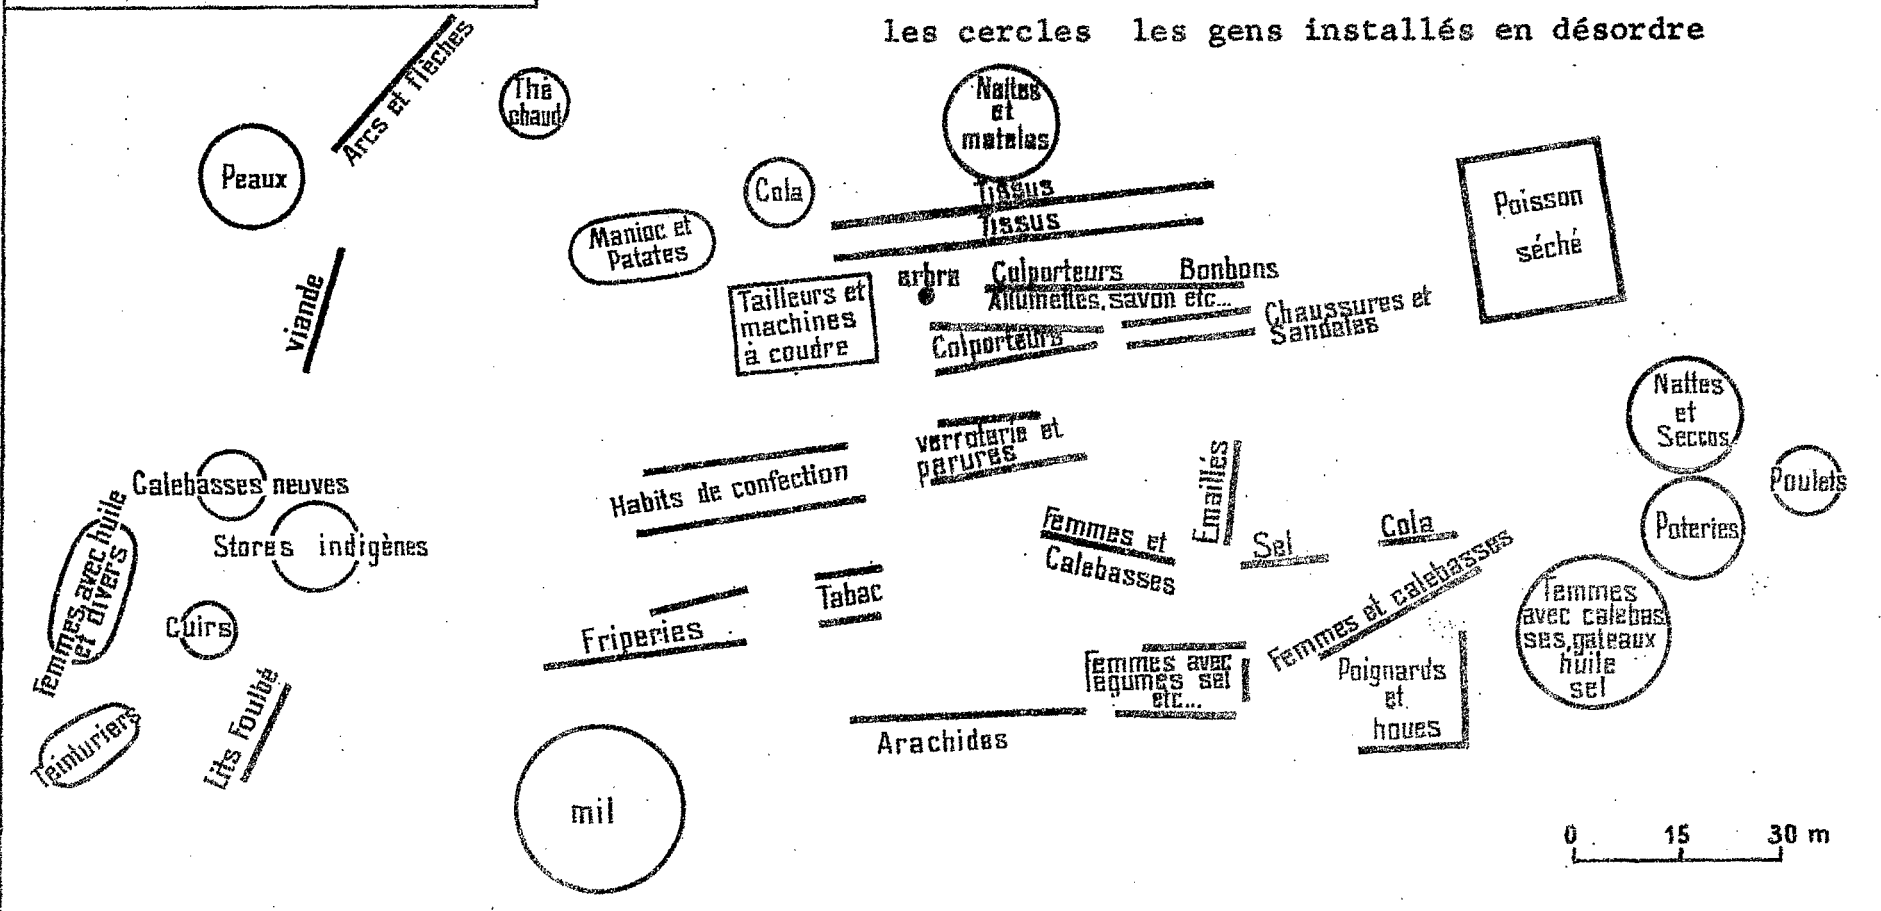 les cercles les gens installés en désordre
Arcs et flèches
Thé
chaud
Nattes
et
matelas
Peaux
Cola
Tissus
Tissus
Poisson
séché
Manioc et
Patates
viande
Tailleurs et
machines
à coudre
arbre
Colporteurs Bonbons
Allumettes, savon etc...
Chaussures et
Sandales
Colporteurs
Nattes
et
Seccos
Poulets
Poteries
verroterie et
parures
Habits de confection
Emaillés
Calebasses neuves
Stores indigènes
Femmes avec huile
et divers
Cuirs
Femmes et
Calebasses
Sel
Cola
Femmes et calebasses
Tabac
Friperies
Femmes
avec calebas
ses, gateaux
huile
sel
Femmes avec
légumes sel
etc...
Poignards
et
houes
Lits Foulbé
Teinturiers
Arachides
mil
0 15 30 m